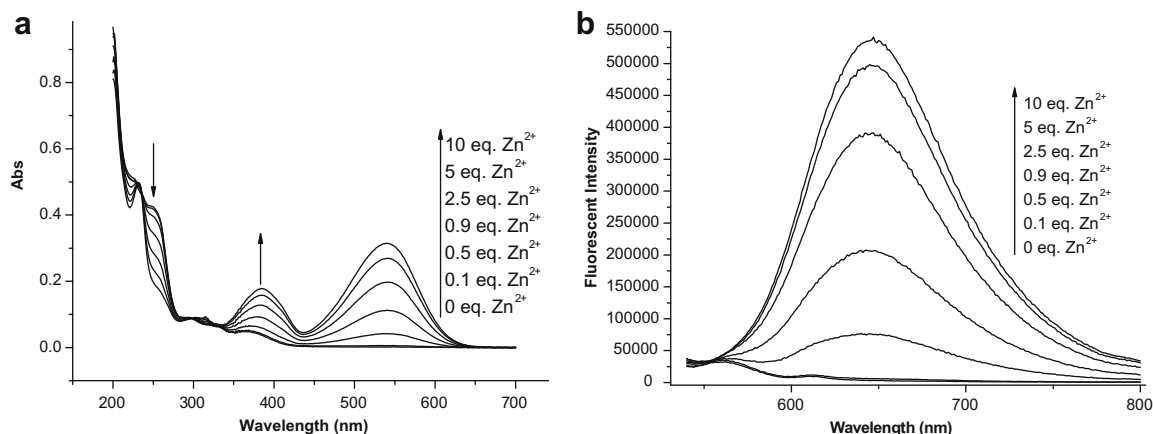 a
Abs
0.8
0.6
0.4
0.2
0.0
200
300
400
500
600
700
Wavelength (nm)
10 eq. Zn2+
5 eq. Zn2+
2.5 eq. Zn2+
0.9 eq. Zn2+
0.5 eq. Zn2+
0.1 eq. Zn2+
0 eq. Zn2+
b
Fluorescent Intensity
550000
500000
450000
400000
350000
300000
250000
200000
150000
100000
50000
0
600
700
800
Wavelength (nm)
10 eq. Zn2+
5 eq. Zn2+
2.5 eq. Zn2+
0.9 eq. Zn2+
0.5 eq. Zn2+
0.1 eq. Zn2+
0 eq. Zn2+